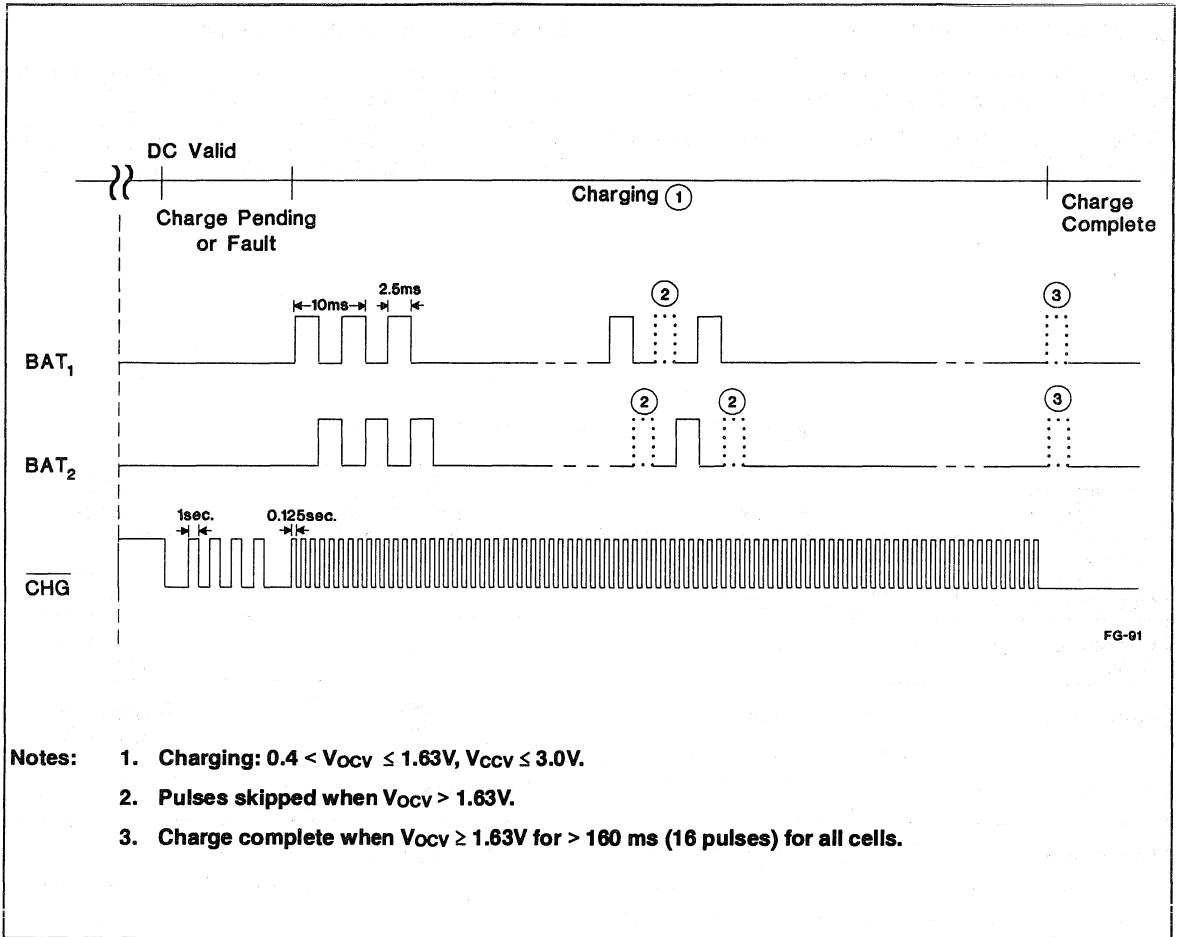 DC Valid
Charging ①
Charge Pending
or Fault
Charge
Complete
10ms
2.5ms
②
③
BAT₁
②
②
③
BAT₂
1sec.
0.125sec.
CHG
FG-91
Notes: 1. Charging: 0.4 < VOCV ≤ 1.63V, VCCV ≤ 3.0V.
2. Pulses skipped when VOCV > 1.63V.
3. Charge complete when VOCV ≥ 1.63V for > 160 ms (16 pulses) for all cells.